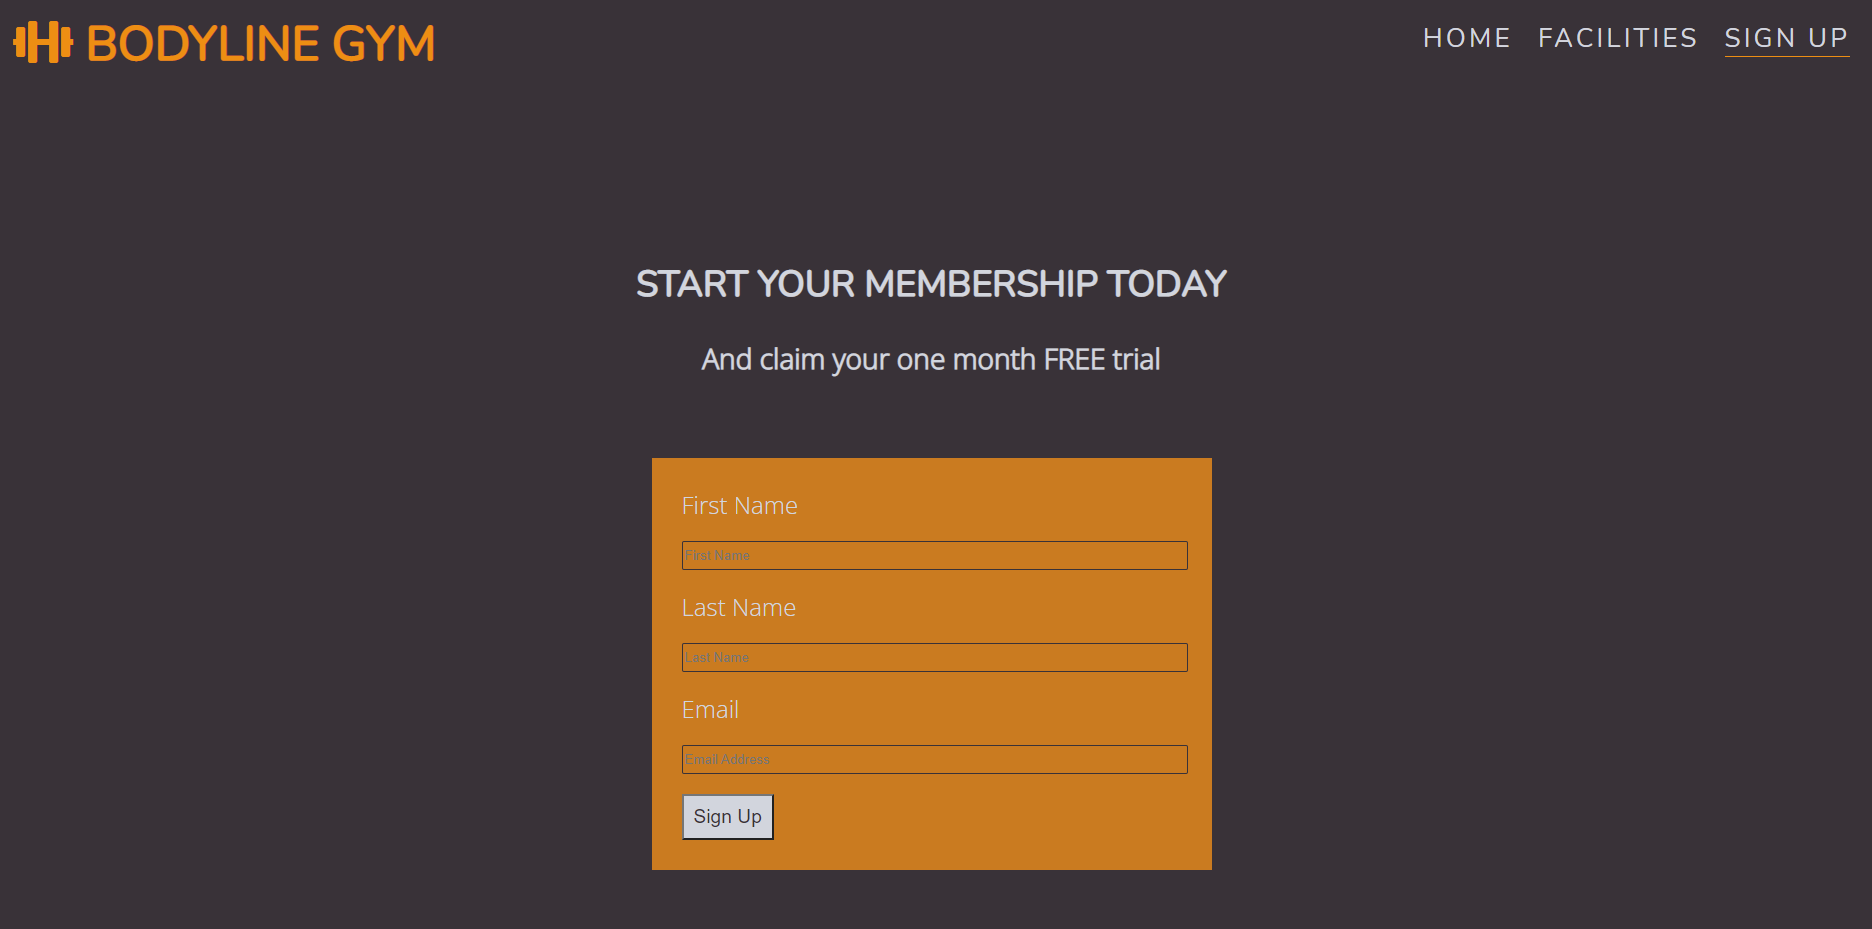 BODYLINE GYM
HOME FACILITIES SIGN UP
START YOUR MEMBERSHIP TODAY
And claim your one month FREE trial
First Name
First Name
Last Name
Last Name
Email
Email Address
Sign Up